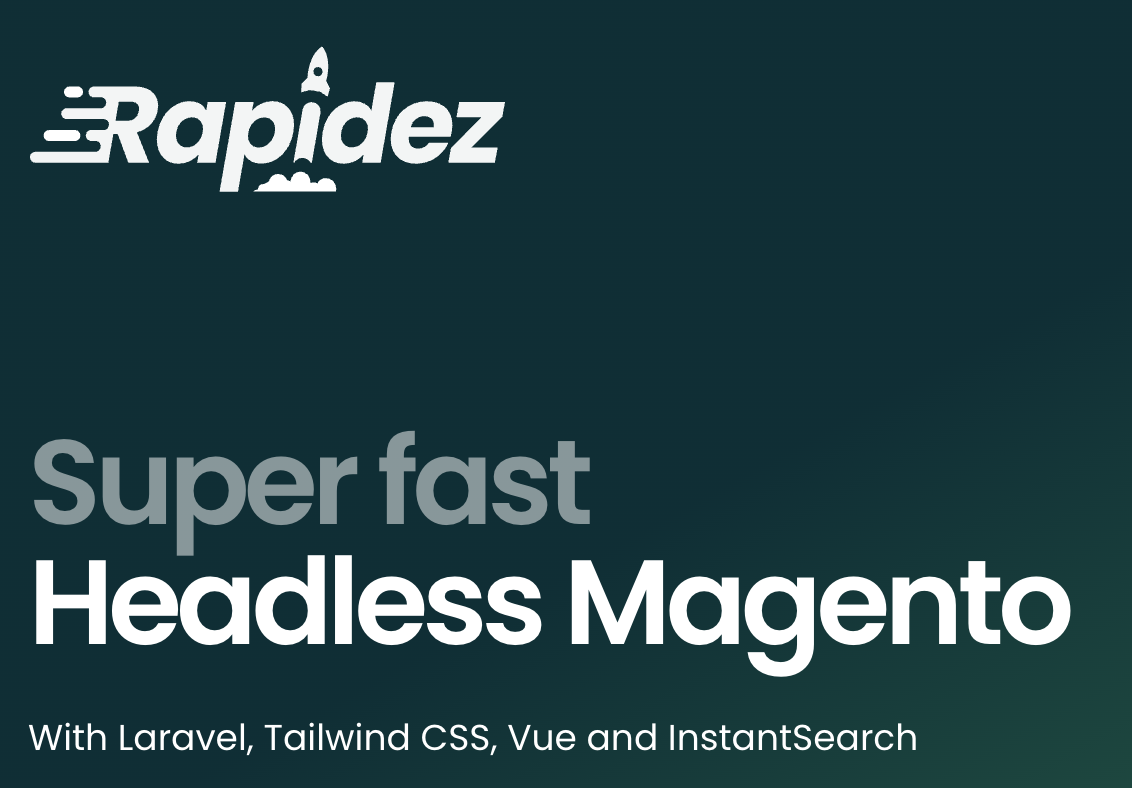 Rapidez
Super fast
Headless Magento
With Laravel, Tailwind CSS, Vue and InstantSearch